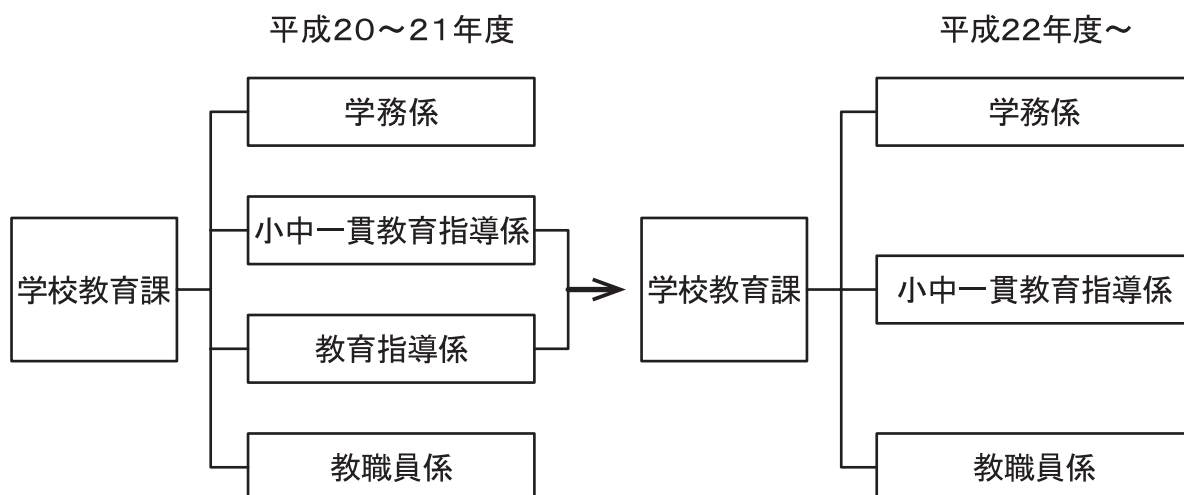 平成20～21年度
学務係
小中一貫教育指導係
学校教育課
教育指導係
教職員係
平成22年度～
学務係
学校教育課
小中一貫教育指導係
教職員係